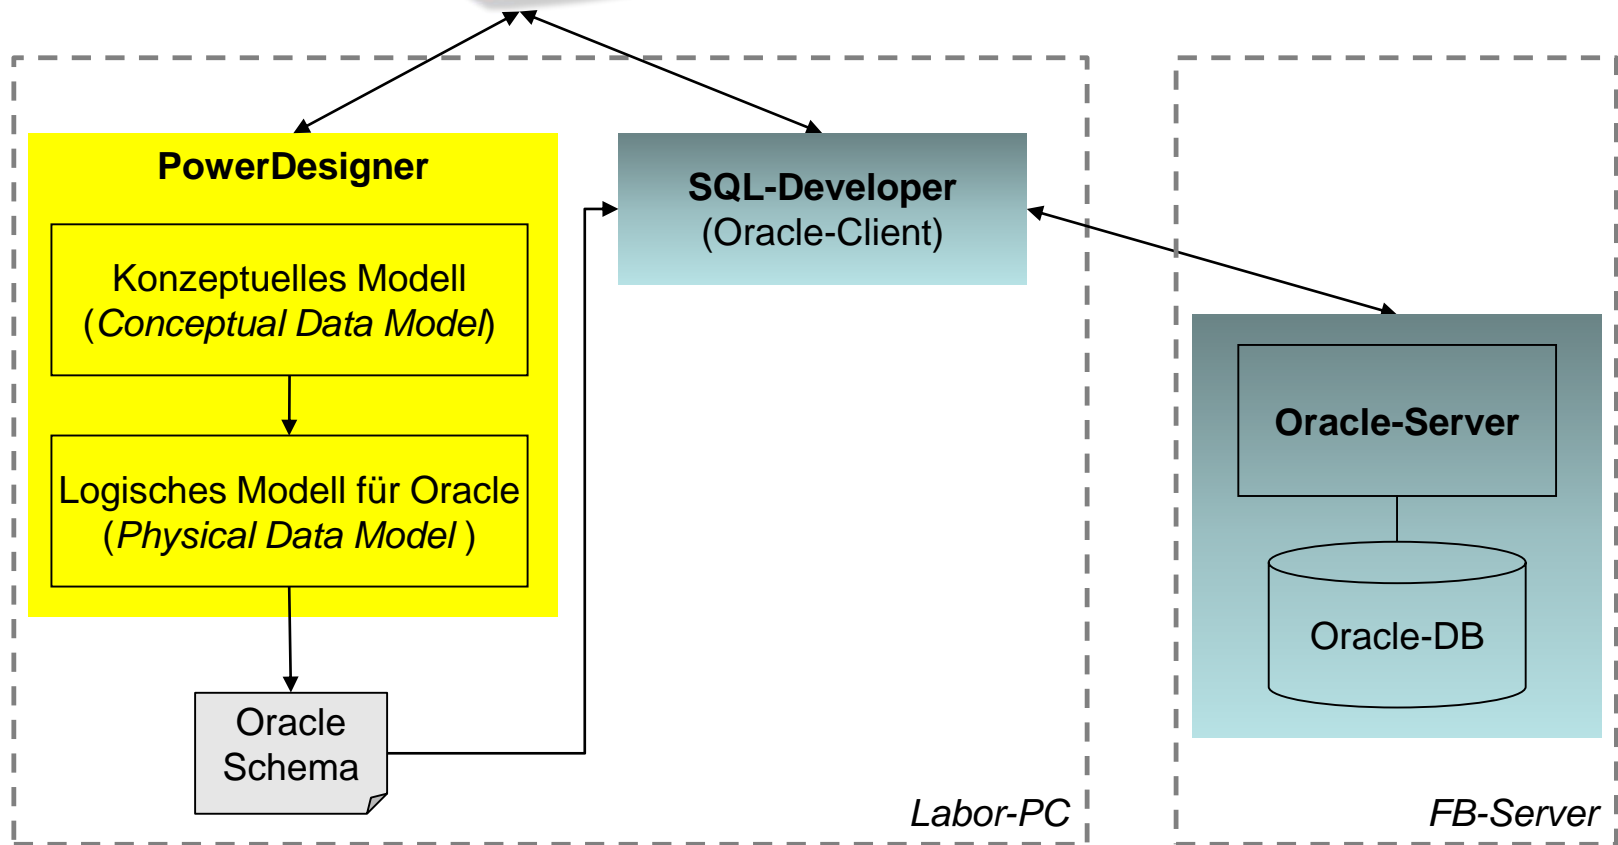 PowerDesigner
Konzeptuelles Modell
(Conceptual Data Model)
Logisches Modell für Oracle
(Physical Data Model )
Oracle
Schema
SQL-Developer
(Oracle-Client)
Labor-PC
Oracle-Server
Oracle-DB
FB-Server